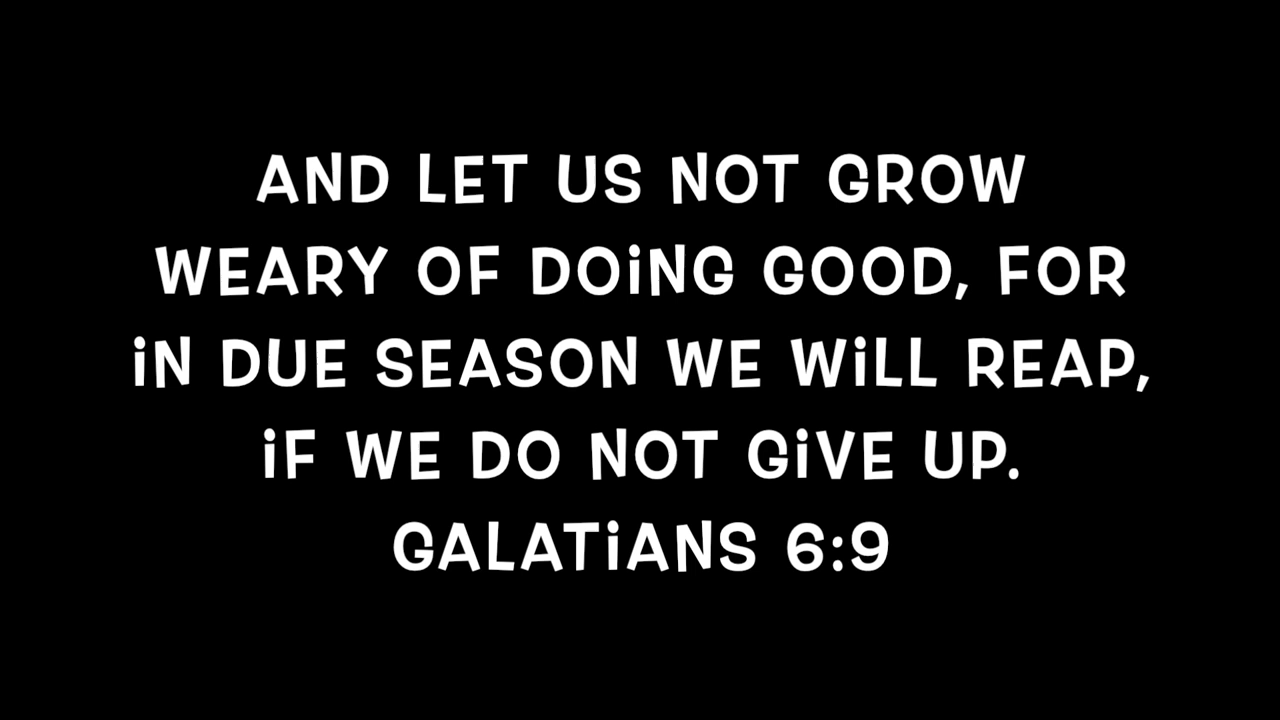 AND LET US NOT GROW
WEARY OF DOiNG GOOD, FOR
iN DUE SEASON WE WiLL REAP,
iF WE DO NOT GiVE UP.
GALATiANS 6:9